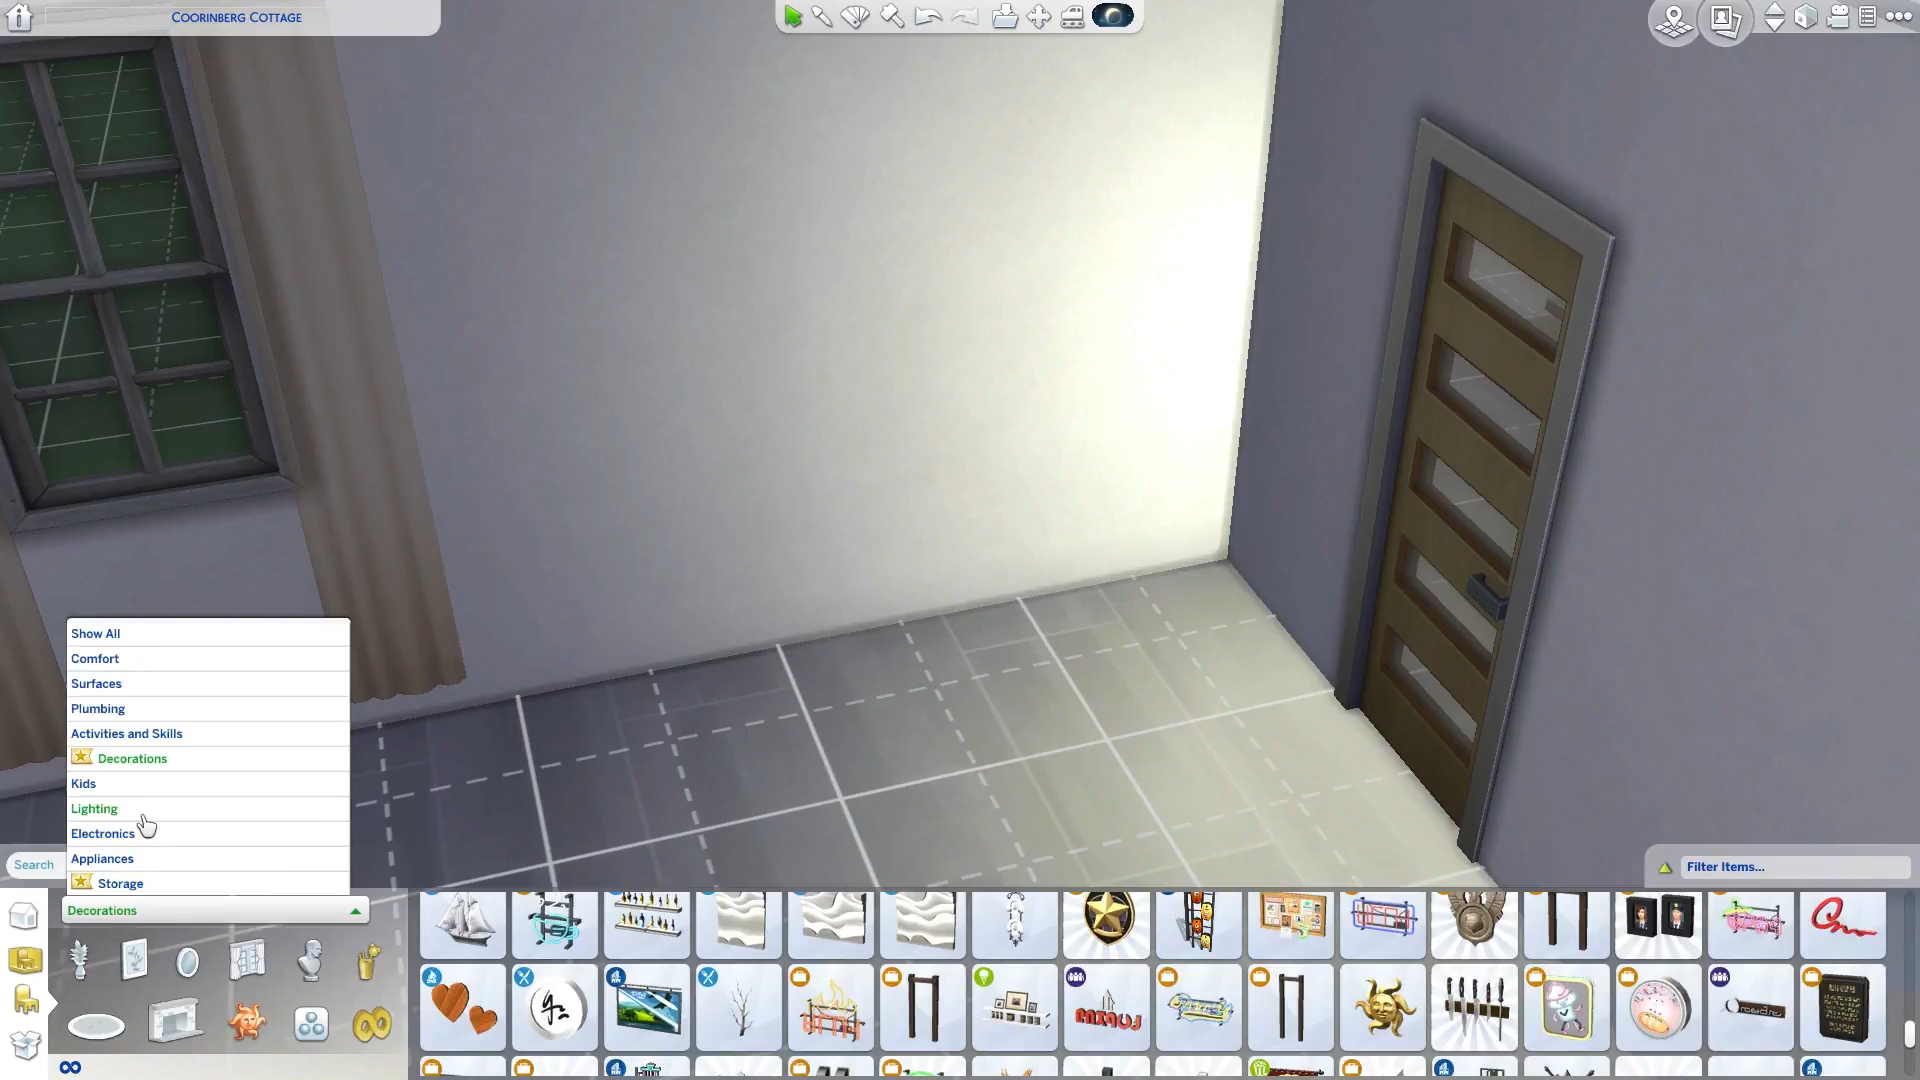 Coorinberg Cottage
Show All
Comfort
Surfaces
Plumbing
Activities and Skills
Decorations
Kids
Lighting
Electronics
Appliances
Storage
Search
Filter Items...
Decorations